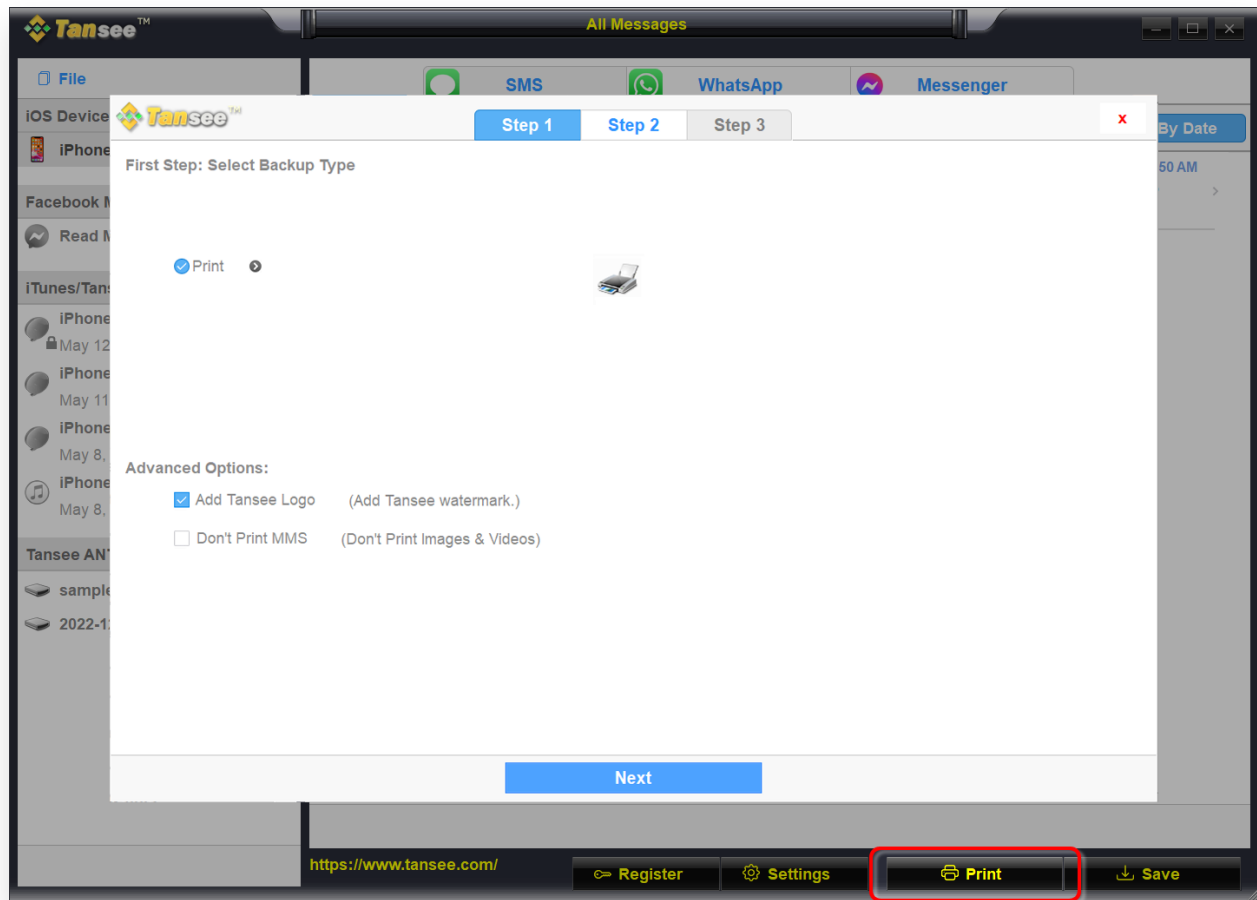 Tansee™
All Messages
File
SMS
WhatsApp
Messenger
iOS Device
iPhone
By Date
50 AM
Facebook
Read
iTunes/Tans
iPhone
May 12
iPhone
May 11
iPhone
May 8,
iPhone
May 8,
Tansee AN
sample
2022-1
Tansee™
Step 1
Step 2
Step 3
x
First Step: Select Backup Type
Print
Advanced Options:
Add Tansee Logo (Add Tansee watermark.)
Don't Print MMS (Don't Print Images & Videos)
Next
https://www.tansee.com/
Register
Settings
Print
Save